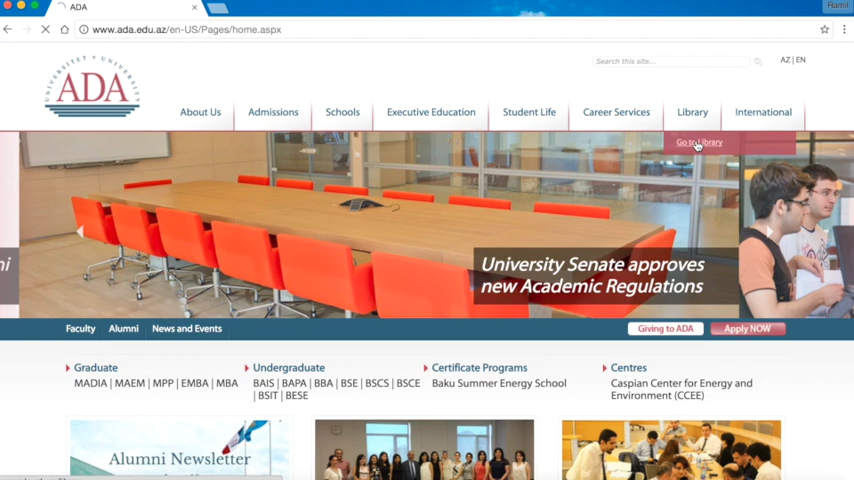 ADA
Ramil
www.ada.edu.az/en-US/Pages/home.aspx
UNIVERSITET UNIVERSITY
ADA
Search this site...
AZ | EN
About Us
Admissions
Schools
Executive Education
Student Life
Career Services
Library
International
Go to Library
ni
University Senate approves
new Academic Regulations
Faculty
Alumni
News and Events
Giving to ADA
Apply NOW
Graduate
MADIA | MAEM | MPP | EMBA | MBA
Undergraduate
BAIS | BAPA | BBA | BSE | BSCS | BSCE
| BSIT | BESE
Certificate Programs
Baku Summer Energy School
Centres
Caspian Center for Energy and
Environment (CCEE)
Alumni Newsletter